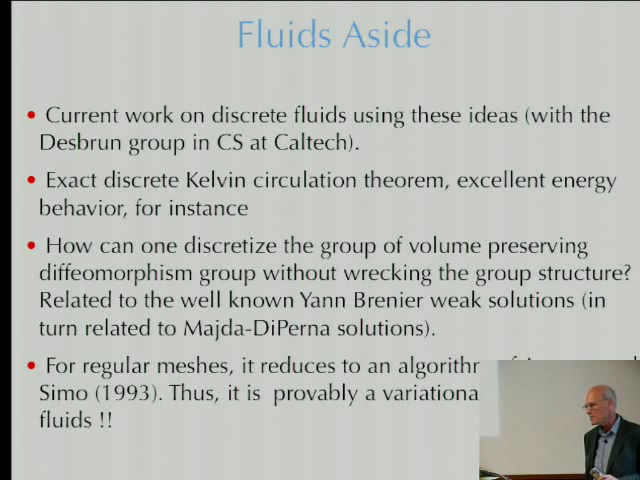 Fluids Aside
• Current work on discrete fluids using these ideas (with the
Desbrun group in CS at Caltech).
• Exact discrete Kelvin circulation theorem, excellent energy
behavior, for instance
• How can one discretize the group of volume preserving
diffeomorphism group without wrecking the group structure?
Related to the well known Yann Brenier weak solutions (in
turn related to Majda-DiPerna solutions).
• For regular meshes, it reduces to an algorithm
Simo (1993). Thus, it is provably a variational
fluids !!